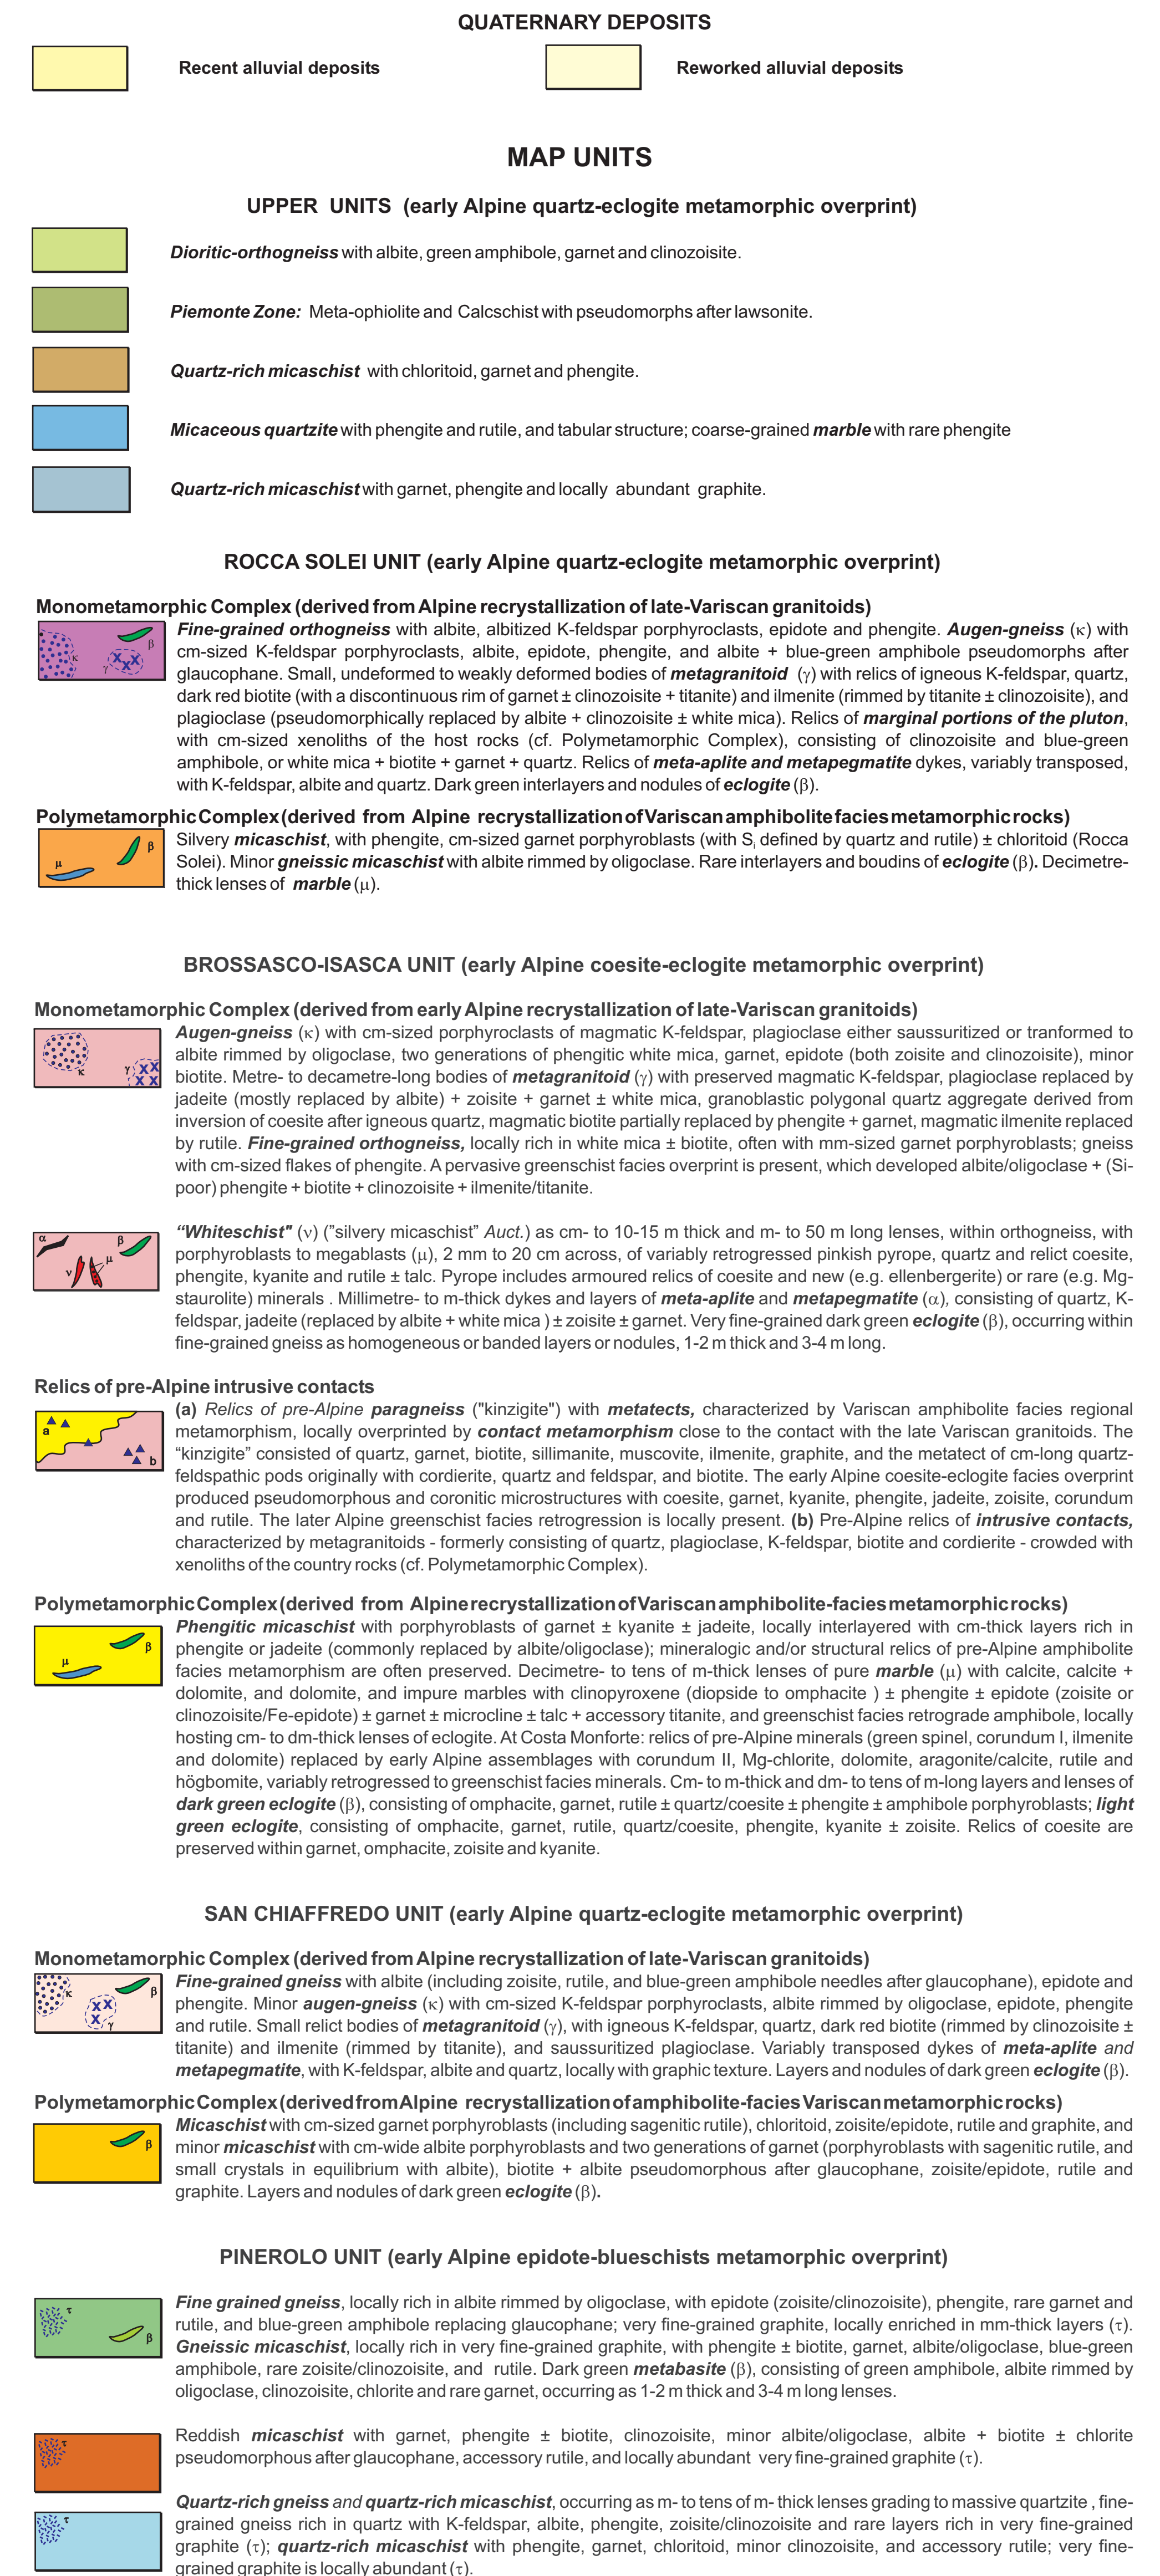 QUATERNARY DEPOSITS
Recent alluvial deposits
Reworked alluvial deposits
MAP UNITS
UPPER UNITS (early Alpine quartz-eclogite metamorphic overprint)
Dioritic-orthogneiss with albite, green amphibole, garnet and clinozoisite.
Piemonte Zone: Meta-ophiolite and Calcschist with pseudomorphs after lawsonite.
Quartz-rich micaschist with chloritoid, garnet and phengite.
Micaceous quartzite with phengite and rutile, and tabular structure; coarse-grained marble with rare phengite
Quartz-rich micaschist with garnet, phengite and locally abundant graphite.
ROCCA SOLEI UNIT (early Alpine quartz-eclogite metamorphic overprint)
Monometamorphic Complex (derived from Alpine recrystallization of late-Variscan granitoids)
κ γ β
Fine-grained orthogneiss with albite, albitized K-feldspar porphyroclass, epidote and phengite. Augen-gneiss (κ) with
cm-sized K-feldspar porphyroclasts, albite, epidote, phengite, and albite + blue-green amphibole pseudomorphs after
glaucophane. Small, undeformed to weakly deformed bodies of metagranitoid (γ) with relics of igneous K-feldspar, quartz,
dark red biotite (with a discontinuous rim of garnet ± clinozoisite + titanite) and ilmenite (rimmed by titanite ± clinozoisite), and
plagioclase (pseudomorphically replaced by albite + clinozoisite ± white mica). Relics of marginal portions of the pluton,
with cm-sized xenoliths of the host rocks (cf. Polymetamorphic Complex), consisting of clinozoisite and blue-green
amphibole, or white mica + biotite + garnet + quartz. Relics of meta-aplite and metapegmatite dykes, variably transposed,
with K-feldspar, albite and quartz. Dark green interlayers and nodules of eclogite (β).
Polymetamorphic Complex (derived from Alpine recrystallization of Variscan amphibolite facies metamorphic rocks)
μ β
Silvery micaschist, with phengite, cm-sized garnet porphyroblasts (with Si defined by quartz and rutile) ± chloritoid (Rocca
Solei). Minor gneissic micaschist with albite rimmed by oligoclase. Rare interlayers and boudins of eclogite (β). Decimetre-
thick lenses of marble (μ).
BROSSASCO-ISASCA UNIT (early Alpine coesite-eclogite metamorphic overprint)
Monometamorphic Complex (derived from early Alpine recrystallization of late-Variscan granitoids)
κ γ
Augen-gneiss (κ) with cm-sized porphyroclasts of magmatic K-feldspar, plagioclase either saussuritized or tranformed to
albite rimmed by oligoclase, two generations of phengitic white mica, garnet, epidote (both zoisite and clinozoisite), minor
biotite. Metre- to decametre-long bodies of metagranitoid (γ) with preserved magmatic K-feldspar, plagioclase replaced by
jadeite (mostly replaced by albite) + zoisite + garnet ± white mica, granoblastic polygonal quartz aggregate derived from
inversion of coesite after igneous quartz, magmatic biotite partially replaced by phengite + garnet, magmatic ilmenite replaced
by rutile. Fine-grained orthogneiss, locally rich in white mica ± biotite, often with mm-sized garnet porphyroblasts; gneiss
with cm-sized flakes of phengite. A pervasive greenschist facies overprint is present, which developed albite/oligoclase + (Si-
poor) phengite + biotite + clinozoisite + ilmenite/titanite.
α β ν μ
“Whiteschist" (ν) ("silvery micaschist” Auct.) as cm- to 10-15 m thick and m- to 50 m long lenses, within orthogneiss, with
porphyroblasts to megablasts (μ), 2 mm to 20 cm across, of variably retrogressed pinkish pyrope, quartz and relict coesite,
phengite, kyanite and rutile ± talc. Pyrope includes armoured relics of coesite and new (e.g. ellenbergerite) or rare (e.g. Mg-
staurolite) minerals . Millimetre- to m-thick dykes and layers of meta-aplite and metapegmatite (α), consisting of quartz, K-
feldspar, jadeite (replaced by albite + white mica ) ± zoisite ± garnet. Very fine-grained dark green eclogite (β), occurring within
fine-grained gneiss as homogeneous or banded layers or nodules, 1-2 m thick and 3-4 m long.
Relics of pre-Alpine intrusive contacts
a b
(a) Relics of pre-Alpine paragneiss ("kinzigite") with metatects, characterized by Variscan amphibolite facies regional
metamorphism, locally overprinted by contact metamorphism close to the contact with the late Variscan granitoids. The
“kinzigite” consisted of quartz, garnet, biotite, sillimanite, muscovite, ilmenite, graphite, and the metatect of cm-long quartz-
feldspathic pods originally with cordierite, quartz and feldspar, and biotite. The early Alpine coesite-eclogite facies overprint
produced pseudomorphous and coronitic microstructures with coesite, garnet, kyanite, phengite, jadeite, zoisite, corundum
and rutile. The later Alpine greenschist facies retrogression is locally present. (b) Pre-Alpine relics of intrusive contacts,
characterized by metagranitoids - formerly consisting of quartz, plagioclase, K-feldspar, biotite and cordierite - crowded with
xenoliths of the country rocks (cf. Polymetamorphic Complex).
Polymetamorphic Complex (derived from Alpine recrystallization of Variscan amphibolite-facies metamorphic rocks)
μ β
Phengitic micaschist with porphyroblasts of garnet ± kyanite ± jadeite, locally interlayered with cm-thick layers rich in
phengite or jadeite (commonly replaced by albite/oligoclase); mineralogic and/or structural relics of pre-Alpine amphibolite
facies metamorphism are often preserved. Decimetre- to tens of m-thick lenses of pure marble (μ) with calcite, calcite +
dolomite, and dolomite, and impure marbles with clinopyroxene (diopside to omphacite ) ± phengite ± epidote (zoisite or
clinozoisite/Fe-epidote) ± garnet ± microcline ± talc + accessory titanite, and greenschist facies retrograde amphibole, locally
hosting cm- to dm-thick lenses of eclogite. At Costa Monforte: relics of pre-Alpine minerals (green spinel, corundum I, ilmenite
and dolomite) replaced by early Alpine assemblages with corundum II, Mg-chlorite, dolomite, aragonite/calcite, rutile and
högbomite, variably retrogressed to greenschist facies minerals. Cm- to m-thick and dm- to tens of m-long layers and lenses of
dark green eclogite (β), consisting of omphacite, garnet, rutile ± quartz/coesite ± phengite ± amphibole porphyroblasts; light
green eclogite, consisting of omphacite, garnet, rutile, quartz/coesite, phengite, kyanite ± zoisite. Relics of coesite are
preserved within garnet, omphacite, zoisite and kyanite.
SAN CHIAFFREDO UNIT (early Alpine quartz-eclogite metamorphic overprint)
Monometamorphic Complex (derived from Alpine recrystallization of late-Variscan granitoids)
κ γ β
Fine-grained gneiss with albite (including zoisite, rutile, and blue-green amphibole needles after glaucophane), epidote and
phengite. Minor augen-gneiss (κ) with cm-sized K-feldspar porphyroclasts, albite rimmed by oligoclase, epidote, phengite
and rutile. Small relict bodies of metagranitoid (γ), with igneous K-feldspar, quartz, dark red biotite (rimmed by clinozoisite ±
titanite) and ilmenite (rimmed by titanite), and saussuritized plagioclase. Variably transposed dykes of meta-aplite and
metapegmatite, with K-feldspar, albite and quartz, locally with graphic texture. Layers and nodules of dark green eclogite (β).
Polymetamorphic Complex (derived from Alpine recrystallization of amphibolite-facies Variscan metamorphic rocks)
β
Micaschist with cm-sized garnet porphyroblasts (including sagenitic rutile), chloritoid, zoisite/epidote, rutile and graphite, and
minor micaschist with cm-wide albite porphyroblasts and two generations of garnet (porphyroblasts with sagenitic rutile, and
small crystals in equilibrium with albite), biotite + albite pseudomorphous after glaucophane, zoisite/epidote, rutile and
graphite. Layers and nodules of dark green eclogite (β).
PINEROLO UNIT (early Alpine epidote-blueschists metamorphic overprint)
τ β
Fine grained gneiss, locally rich in albite rimmed by oligoclase, with epidote (zoisite/clinozoisite), phengite, rare garnet and
rutile, and blue-green amphibole replacing glaucophane; very fine-grained graphite, locally enriched in mm-thick layers (τ).
Gneissic micaschist, locally rich in very fine-grained graphite, with phengite ± biotite, garnet, albite/oligoclase, blue-green
amphibole, rare zoisite/clinozoisite, and rutile. Dark green metabasite (β), consisting of green amphibole, albite rimmed by
oligoclase, clinozoisite, chlorite and rare garnet, occurring as 1-2 m thick and 3-4 m long lenses.
τ
Reddish micaschist with garnet, phengite ± biotite, clinozoisite, minor albite/oligoclase, albite + biotite ± chlorite
pseudomorphous after glaucophane, accessory rutile, and locally abundant very fine-grained graphite (τ).
τ
Quartz-rich gneiss and quartz-rich micaschist, occurring as m- to tens of m- thick lenses grading to massive quartzite , fine-
grained gneiss rich in quartz with K-feldspar, albite, phengite, zoisite/clinozoisite and rare layers rich in very fine-grained
graphite (τ); quartz-rich micaschist with phengite, garnet, chloritoid, minor clinozoisite, and accessory rutile; very fine-
grained graphite is locally abundant (τ).